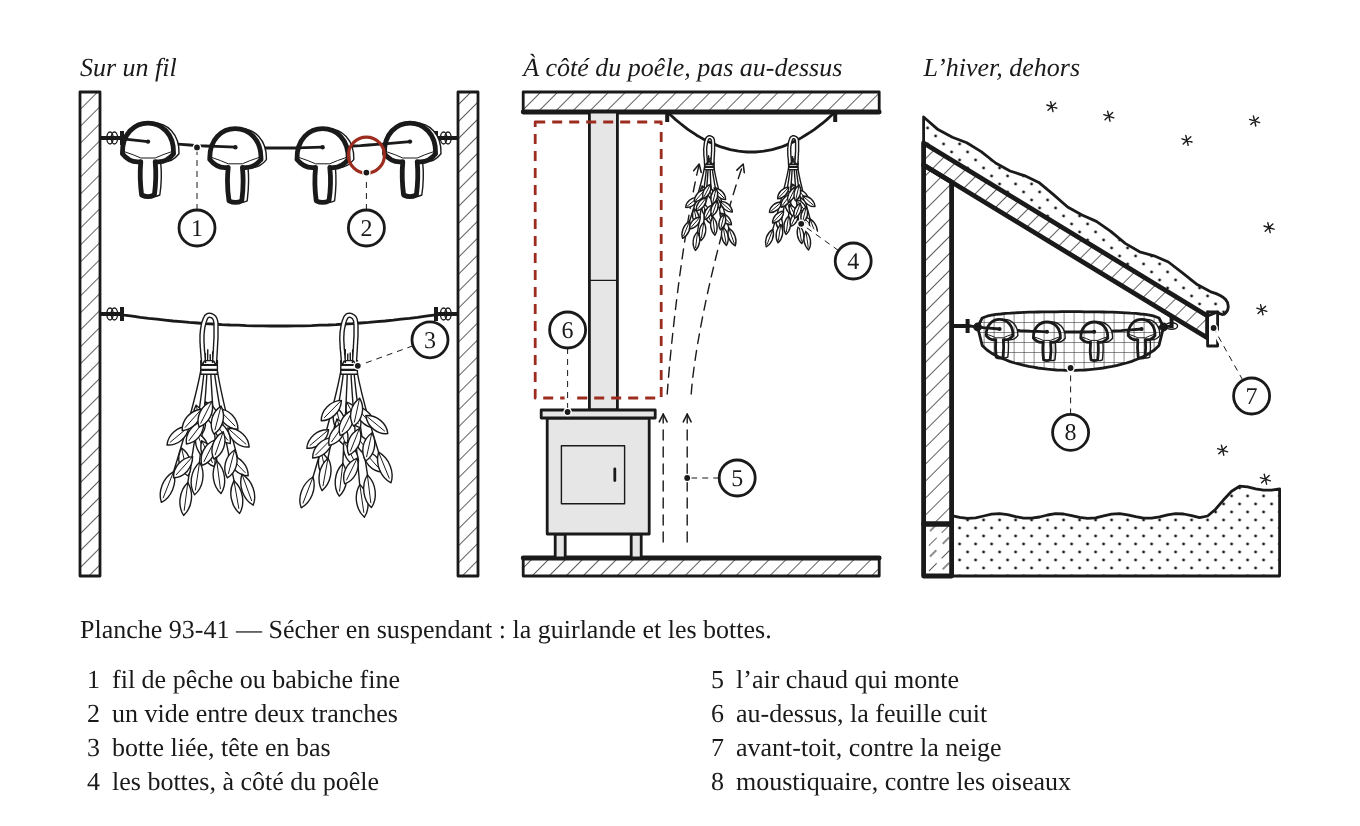 Sur un fil
À côté du poêle, pas au-dessus
L’hiver, dehors
1
2
3
4
5
6
7
8
Planche 93-41 — Sécher en suspendant : la guirlande et les bottes.
1 fil de pêche ou babiche fine
2 un vide entre deux tranches
3 botte liée, tête en bas
4 les bottes, à côté du poêle
5 l’air chaud qui monte
6 au-dessus, la feuille cuit
7 avant-toit, contre la neige
8 moustiquaire, contre les oiseaux